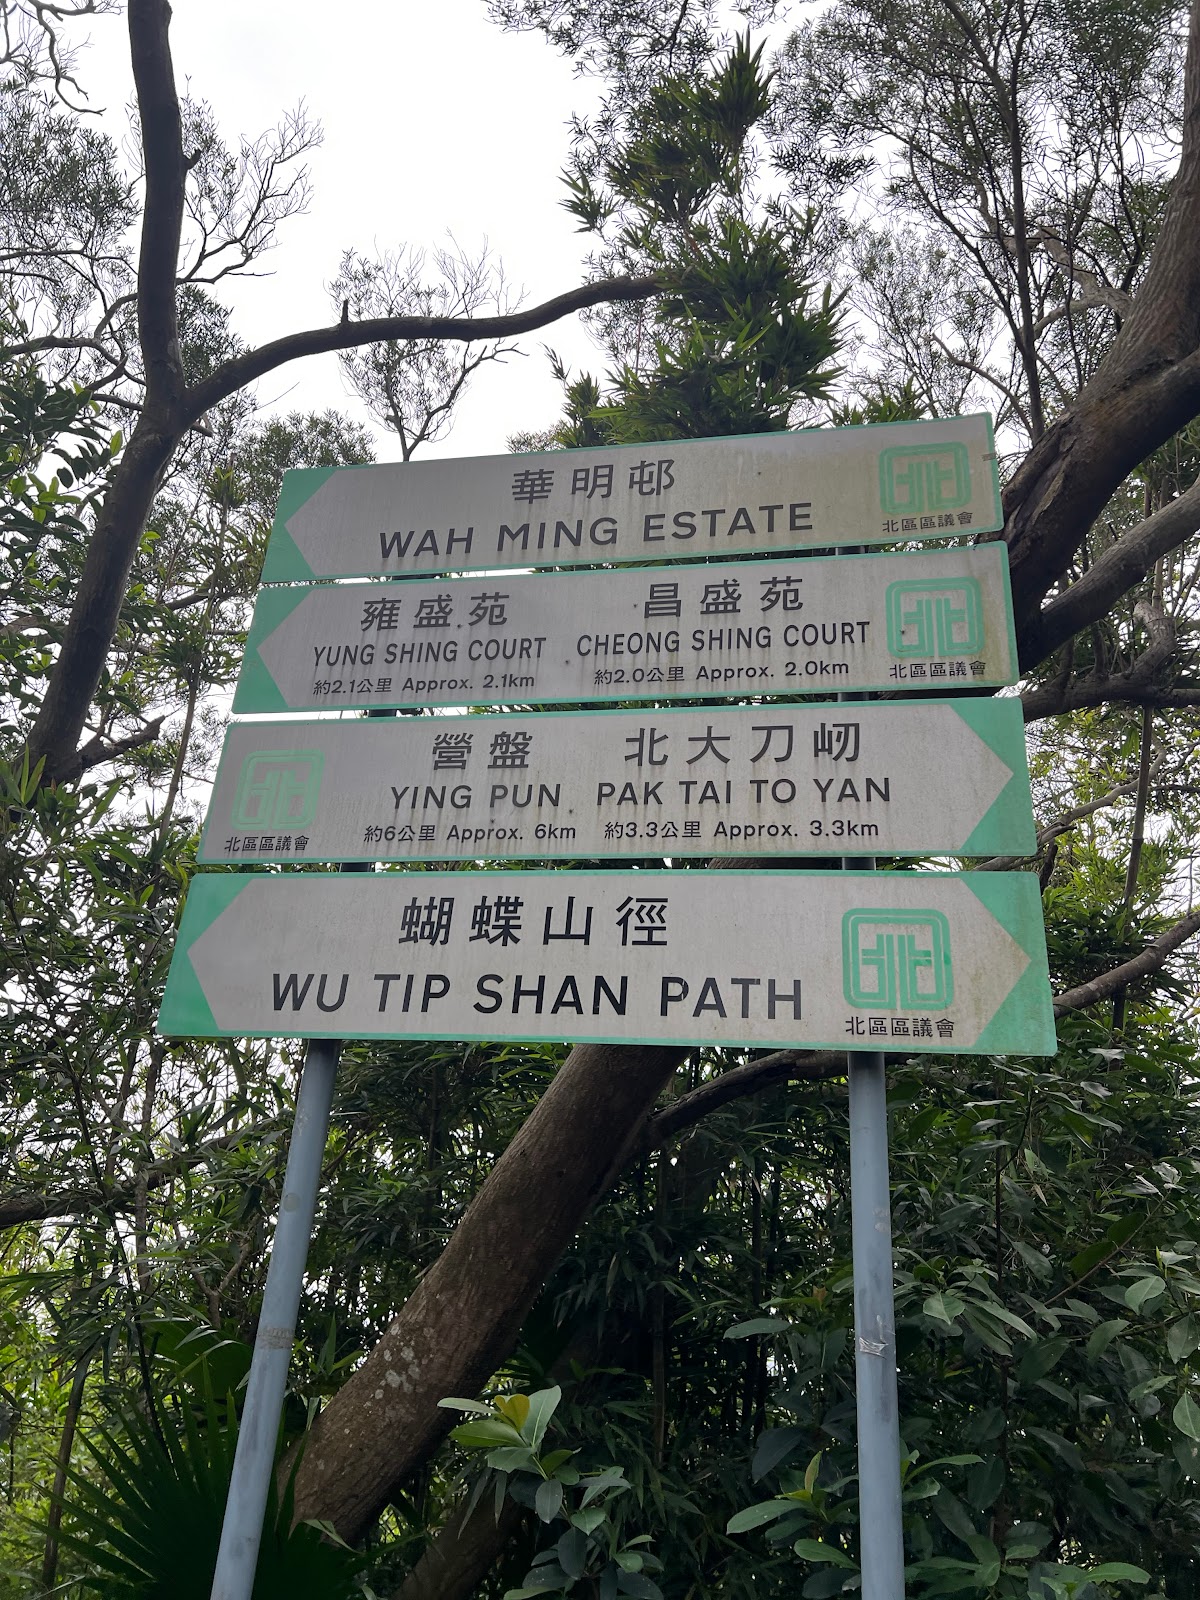 華明邨
WAH MING ESTATE
北區區議會
雍盛苑 昌盛苑
YUNG SHING COURT CHEONG SHING COURT
約2.1公里 Approx. 2.1km 約2.0公里 Approx. 2.0km
北區區議會
營盤 北大刀屻
YING PUN PAK TAI TO YAN
約6公里 Approx. 6km 約3.3公里 Approx. 3.3km
北區區議會
蝴蝶山徑
WU TIP SHAN PATH
北區區議會